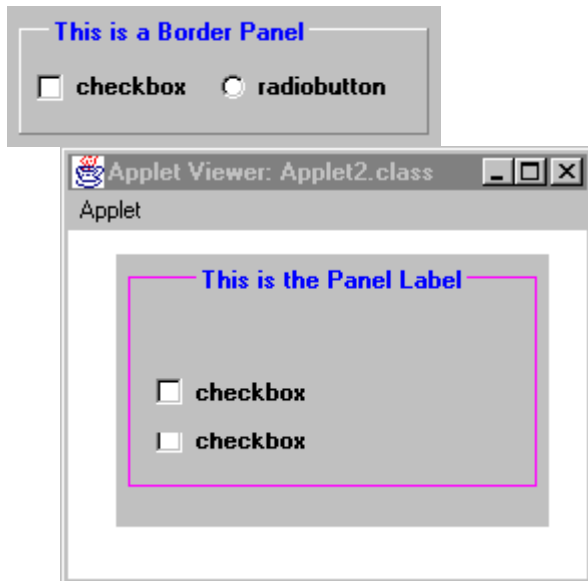 This is a Border Panel
checkbox radiobutton
Applet Viewer: Applet2.class
Applet
This is the Panel Label
checkbox
checkbox